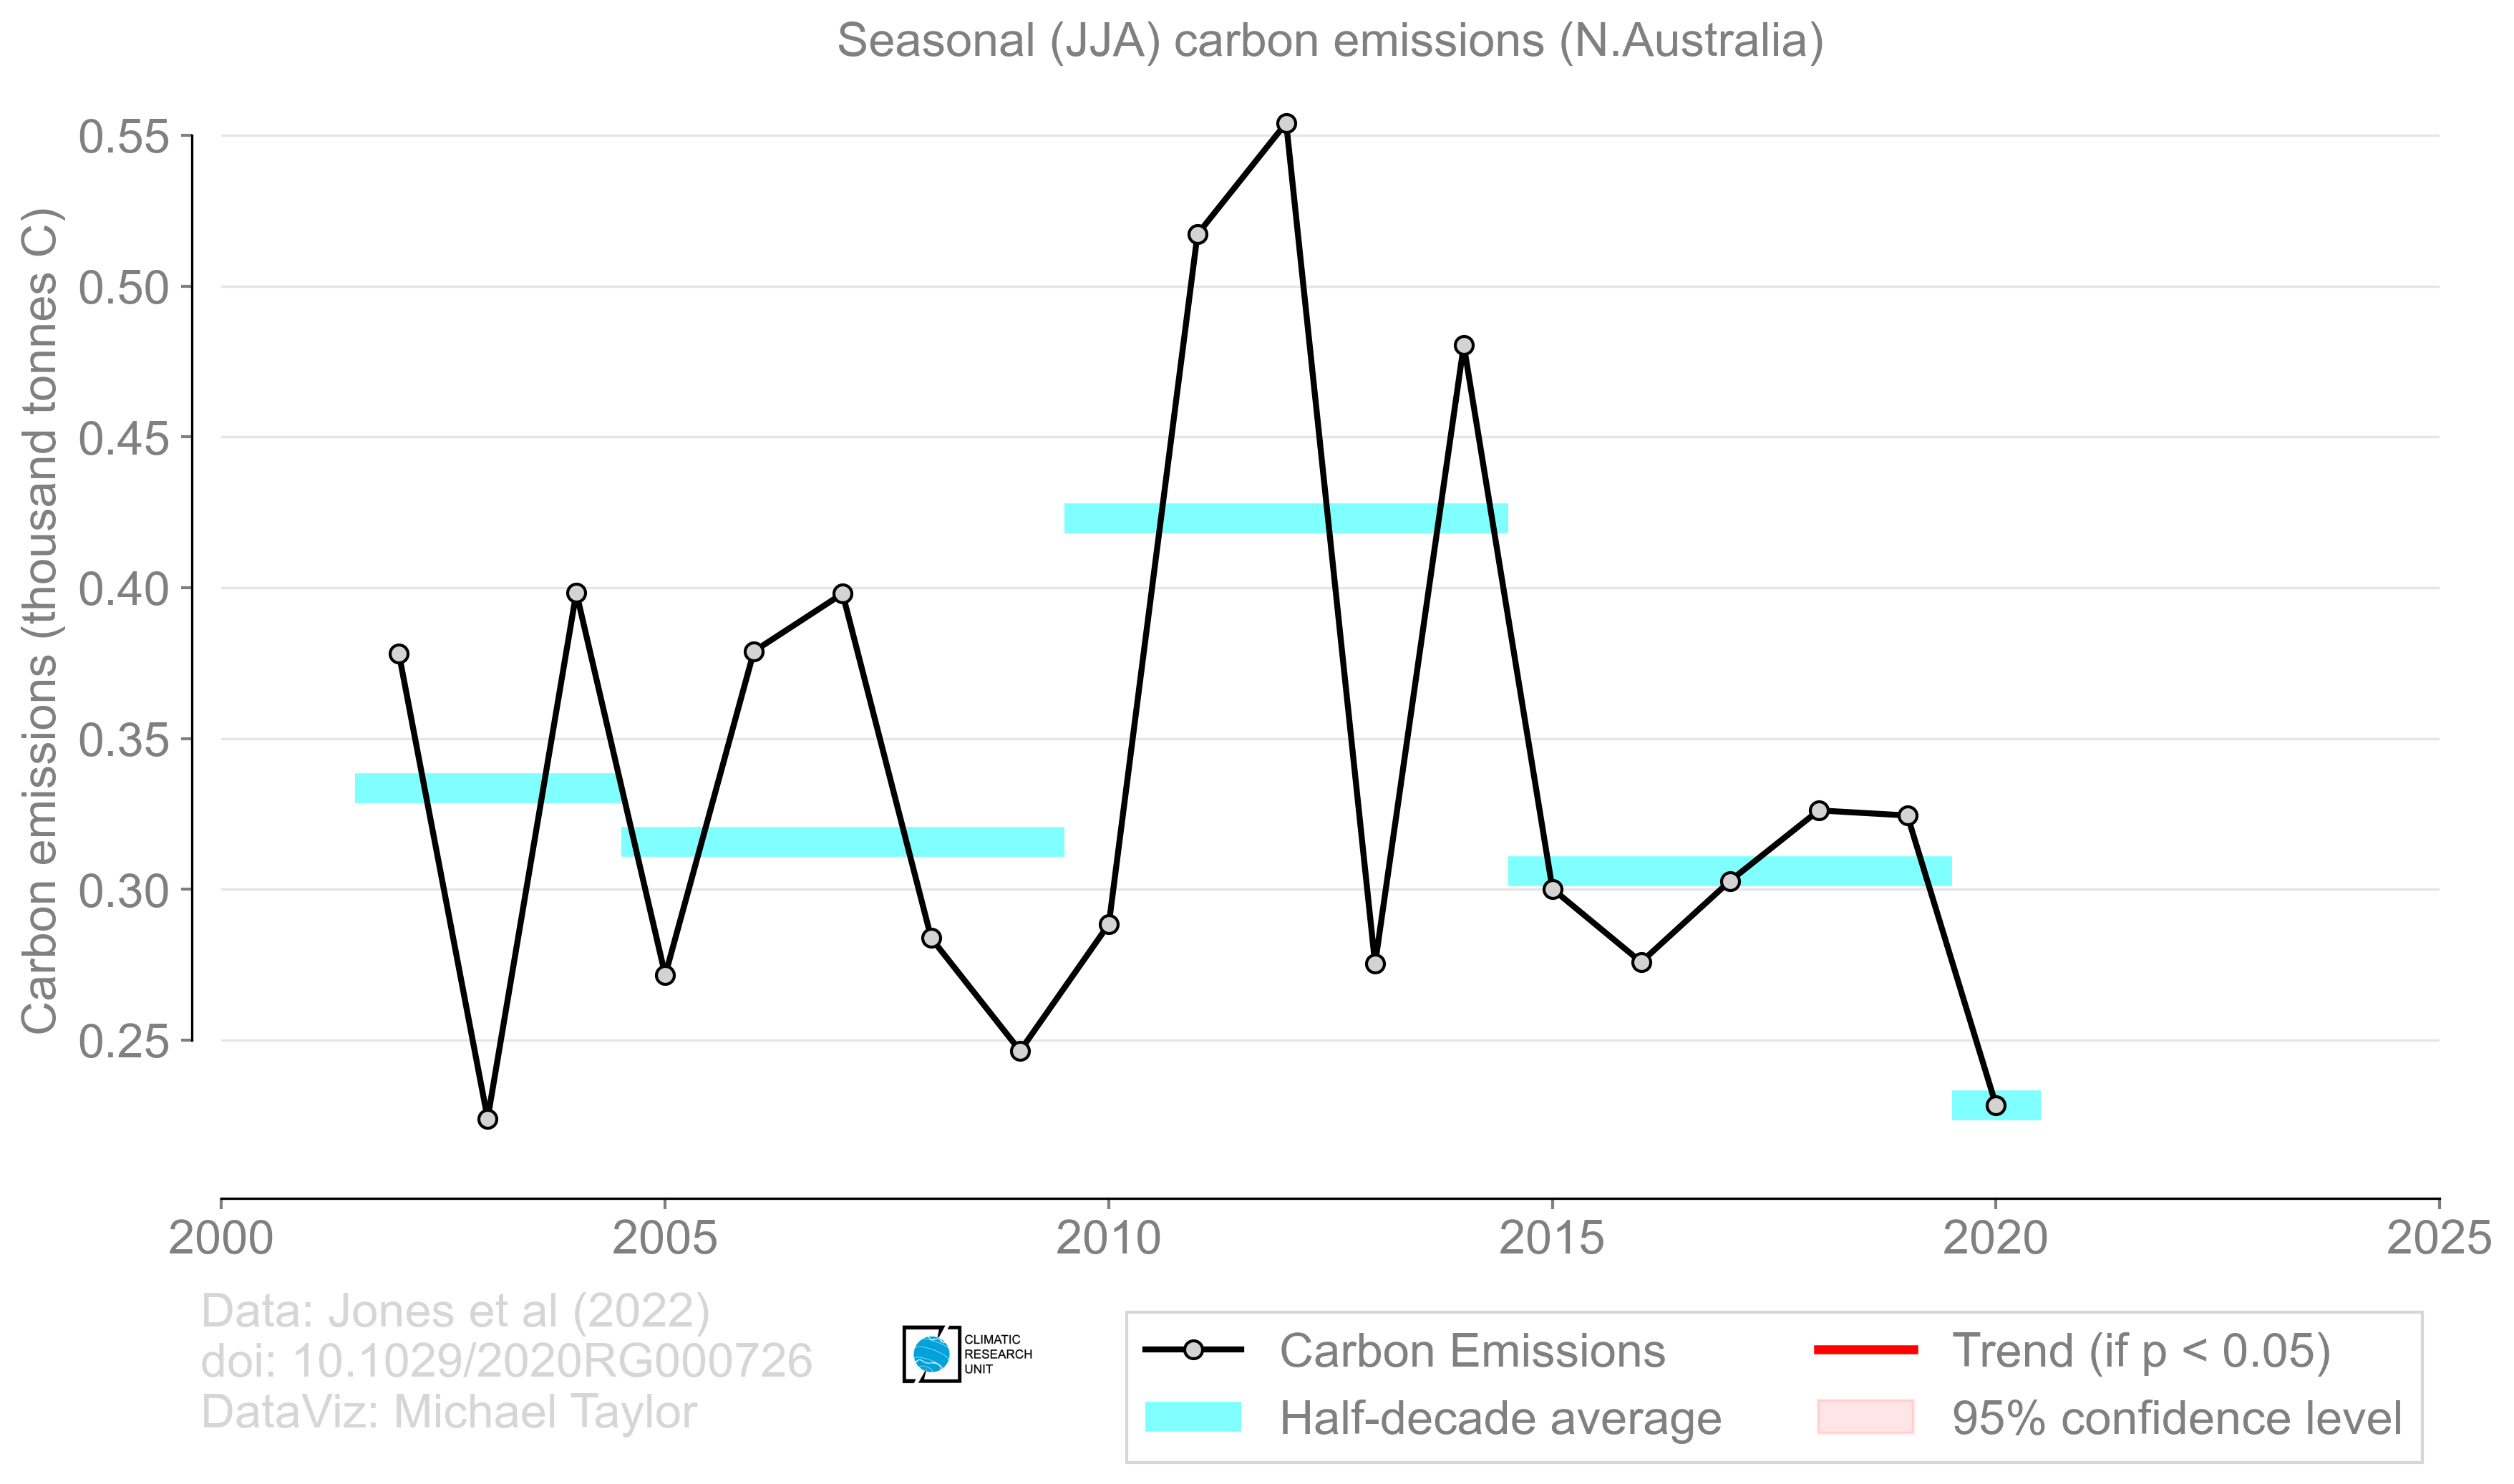 Seasonal (JJA) carbon emissions (N.Australia)
Carbon emissions (thousand tonnes C)
0.55
0.50
0.45
0.40
0.35
0.30
0.25
2000 2005 2010 2015 2020 2025
Data: Jones et al (2022)
doi: 10.1029/2020RG000726
DataViz: Michael Taylor
CLIMATIC
RESEARCH
UNIT
Carbon Emissions
Half-decade average
Trend (if p < 0.05)
95% confidence level